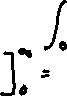 ]₀^∞ = ∫₀